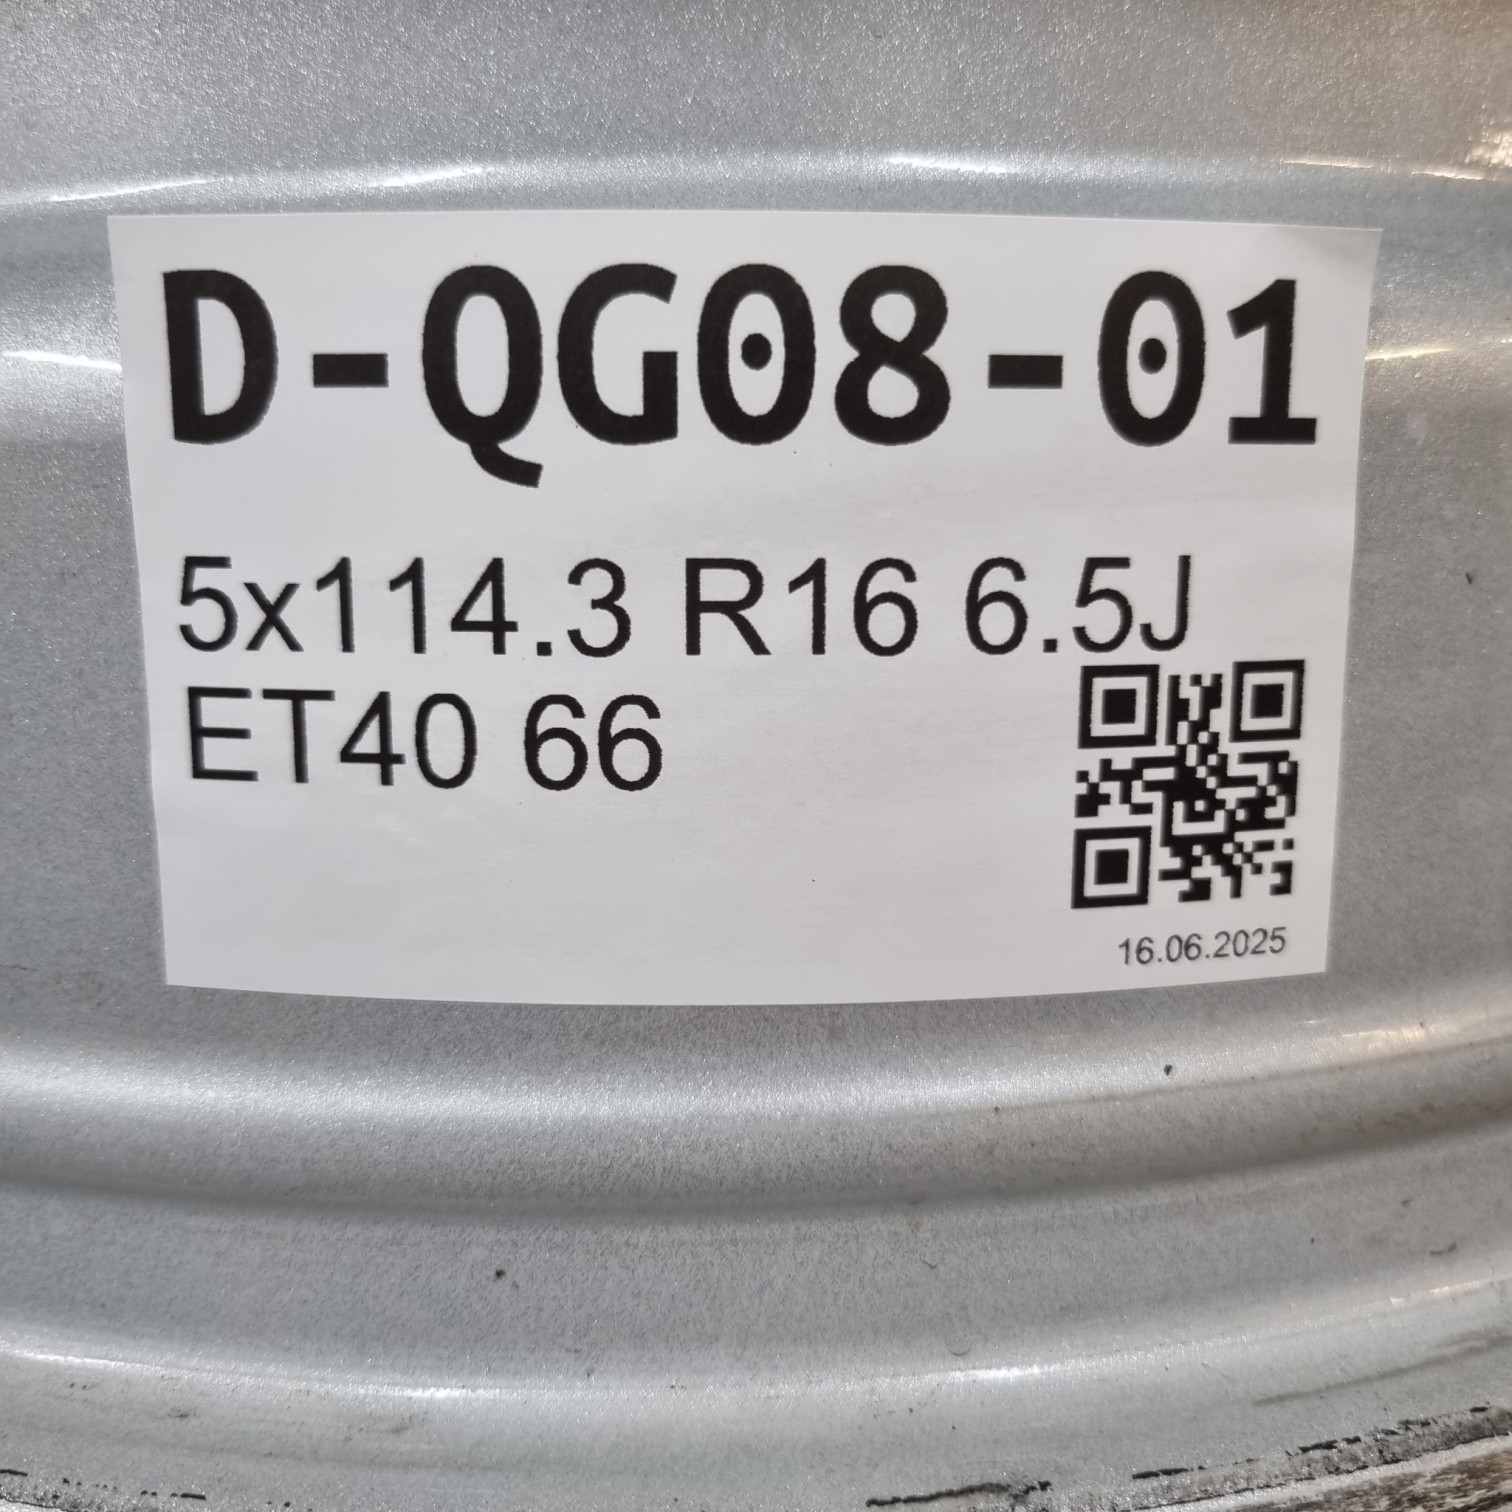 D-QG08-01
5x114.3 R16 6.5J
ET40 66
16.06.2025